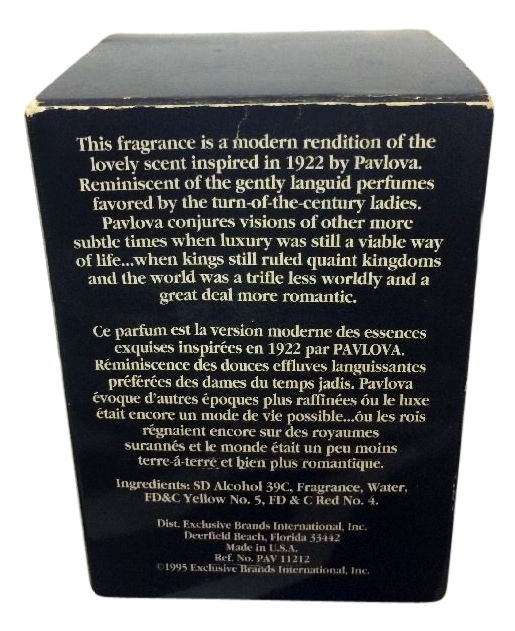 This fragrance is a modern rendition of the
lovely scent inspired in 1922 by Pavlova.
Reminiscent of the gently languid perfumes
favored by the turn-of-the-century ladies.
Pavlova conjures visions of other more
subtle times when luxury was still a viable way
of life...when kings still ruled quaint kingdoms
and the world was a trifle less worldly and a
great deal more romantic.
Ce parfum est la version moderne des essences
exquises inspirées en 1922 par PAVLOVA.
Réminiscence des douces effluves languissantes
préférées des dames du temps jadis. Pavlova
évoque d'autres époques plus raffinées óu le luxe
était encore un mode de vie possible...óu les rois
régnaient encore sur des royaumes
surannés et le monde était un peu moins
terre-á-terre et bien plus romantique.
Ingredients: SD Alcohol 39C, Fragrance, Water,
FD&C Yellow No. 5, FD & C Red No. 4.
Dist. Exclusive Brands International, Inc.
Deerfield Beach, Florida 33442
Made in U.S.A.
Ref. No. PAV 11212
©1995 Exclusive Brands International, Inc.